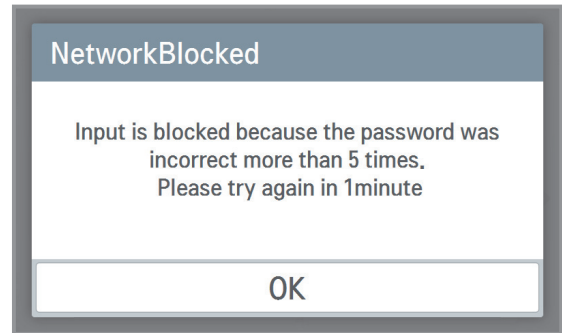 NetworkBlocked
Input is blocked because the password was
incorrect more than 5 times.
Please try again in 1minute
OK